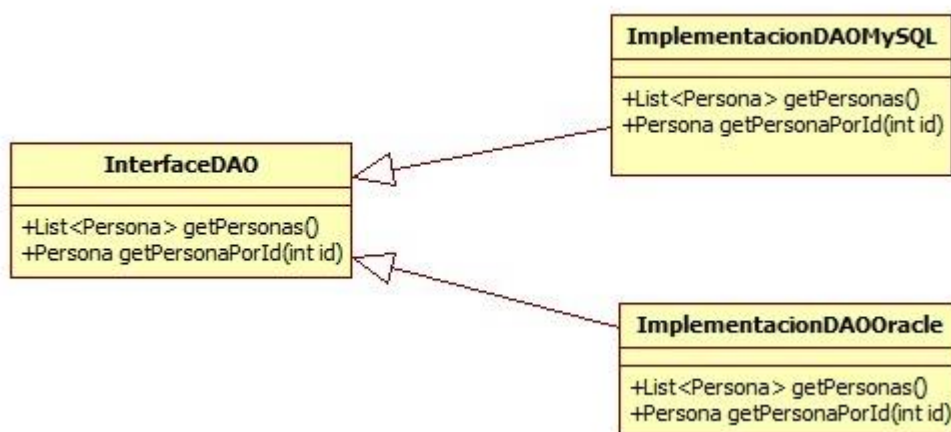 InterfaceDAO
+List<Persona> getPersonas()
+Persona getPersonaPorId(int id)
ImplementacionDAOMySQL
+List<Persona> getPersonas()
+Persona getPersonaPorId(int id)
ImplementacionDAOOracle
+List<Persona> getPersonas()
+Persona getPersonaPorId(int id)